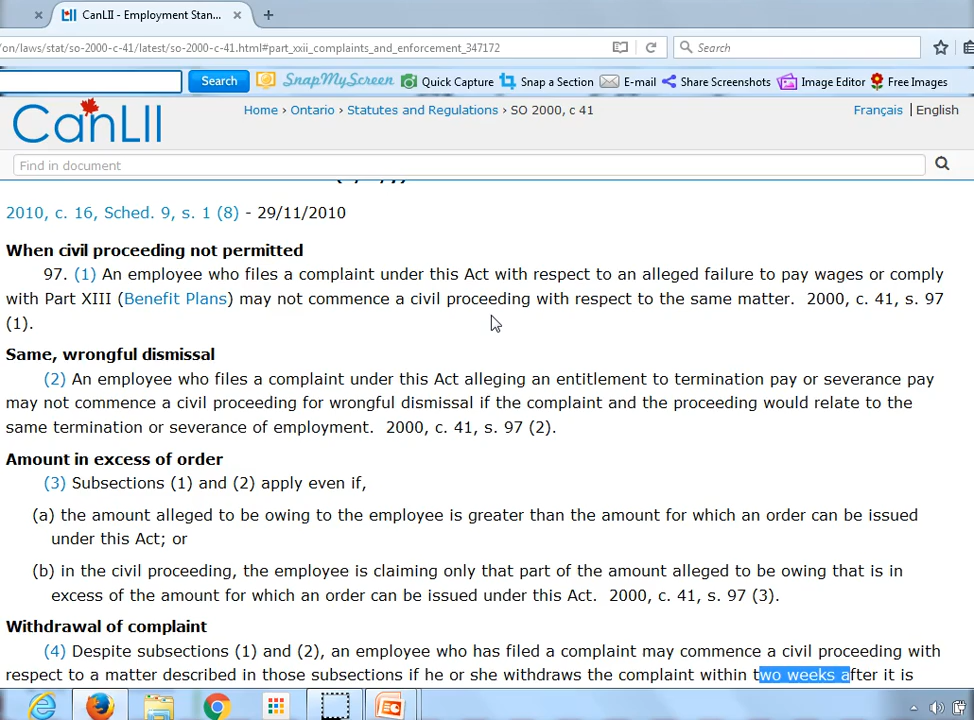 CanLII - Employment Stan...
on/laws/stat/so-2000-c-41/latest/so-2000-c-41.html#part_xxii_complaints_and_enforcement_347172
Search
Search
SnapMyScreen
Quick Capture
Snap a Section
E-mail
Share Screenshots
Image Editor
Free Images
CanLII
Home › Ontario › Statutes and Regulations › SO 2000, c 41
Français | English
Find in document
2010, c. 16, Sched. 9, s. 1 (8) - 29/11/2010
When civil proceeding not permitted
97. (1) An employee who files a complaint under this Act with respect to an alleged failure to pay wages or comply
with Part XIII (Benefit Plans) may not commence a civil proceeding with respect to the same matter. 2000, c. 41, s. 97
(1).
Same, wrongful dismissal
(2) An employee who files a complaint under this Act alleging an entitlement to termination pay or severance pay
may not commence a civil proceeding for wrongful dismissal if the complaint and the proceeding would relate to the
same termination or severance of employment. 2000, c. 41, s. 97 (2).
Amount in excess of order
(3) Subsections (1) and (2) apply even if,
(a) the amount alleged to be owing to the employee is greater than the amount for which an order can be issued
under this Act; or
(b) in the civil proceeding, the employee is claiming only that part of the amount alleged to be owing that is in
excess of the amount for which an order can be issued under this Act. 2000, c. 41, s. 97 (3).
Withdrawal of complaint
(4) Despite subsections (1) and (2), an employee who has filed a complaint may commence a civil proceeding with
respect to a matter described in those subsections if he or she withdraws the complaint within two weeks after it is